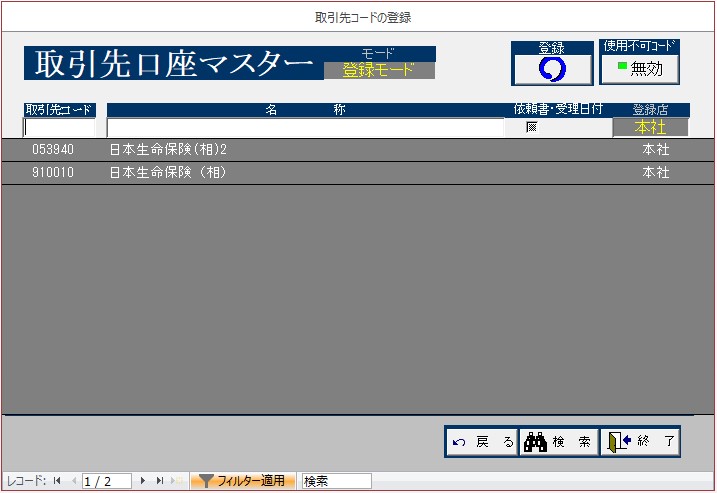 取引先コードの登録
取引先口座マスター
モード
登録モード
登録
使用不可コード
無効
取引先コード 名 称 依頼書・受理日付 登録店
本社
053940 日本生命保険(相)2 本社
910010 日本生命保険（相） 本社
戻 る 検 索 終 了
レコード: 1 / 2 フィルター適用 検索